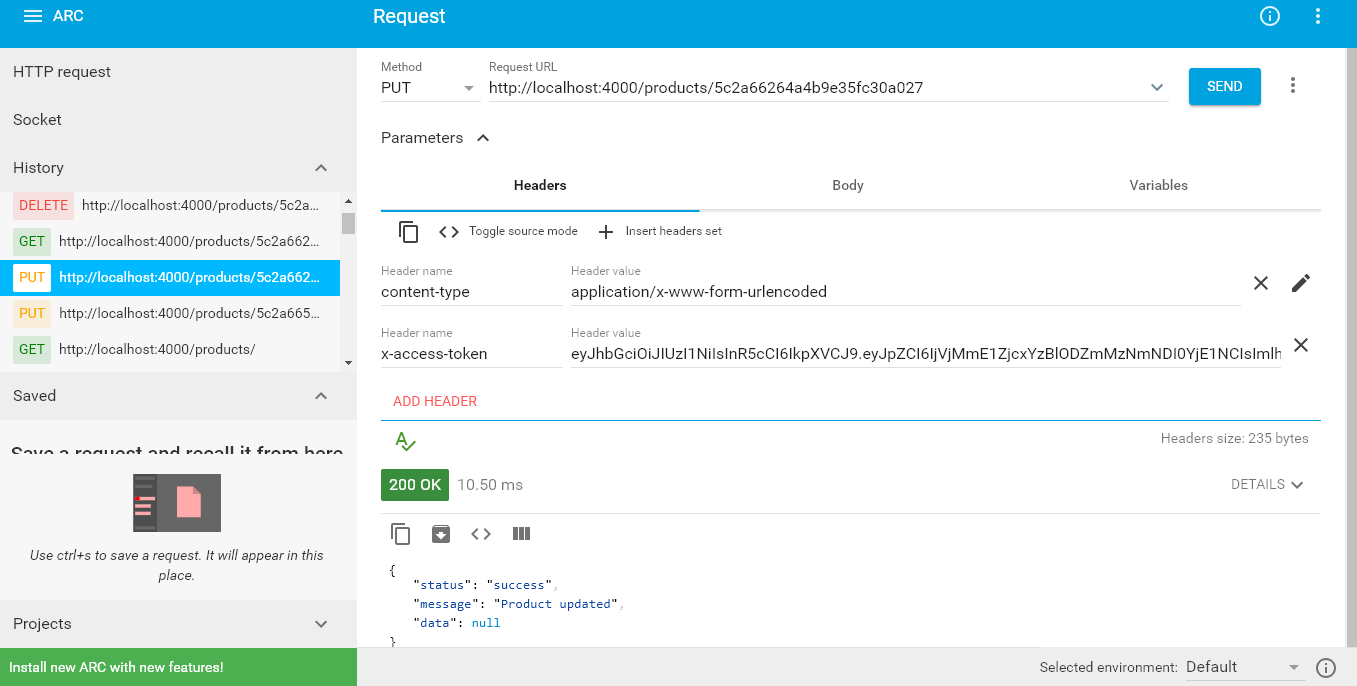 ARC
Request
HTTP request
Socket
History
DELETE http://localhost:4000/products/5c2a...
GET http://localhost:4000/products/5c2a662...
PUT http://localhost:4000/products/5c2a662...
PUT http://localhost:4000/products/5c2a665...
GET http://localhost:4000/products/
Saved
Save a request and recall it from here
Use ctrl+s to save a request. It will appear in this
place.
Projects
Install new ARC with new features!
Method
PUT
Request URL
http://localhost:4000/products/5c2a66264a4b9e35fc30a027
SEND
Parameters
Headers Body Variables
Toggle source mode Insert headers set
Header name Header value
content-type application/x-www-form-urlencoded
Header name Header value
x-access-token eyJhbGciOiJIUzI1NiIsInR5cCI6IkpXVCJ9.eyJpZCI6IjVjMmE1ZjcxYzBlODZmMzNmNDI0YjE1NCIsImlh
ADD HEADER
Headers size: 235 bytes
200 OK 10.50 ms DETAILS
{
"status": "success",
"message": "Product updated",
"data": null
}
Selected environment: Default